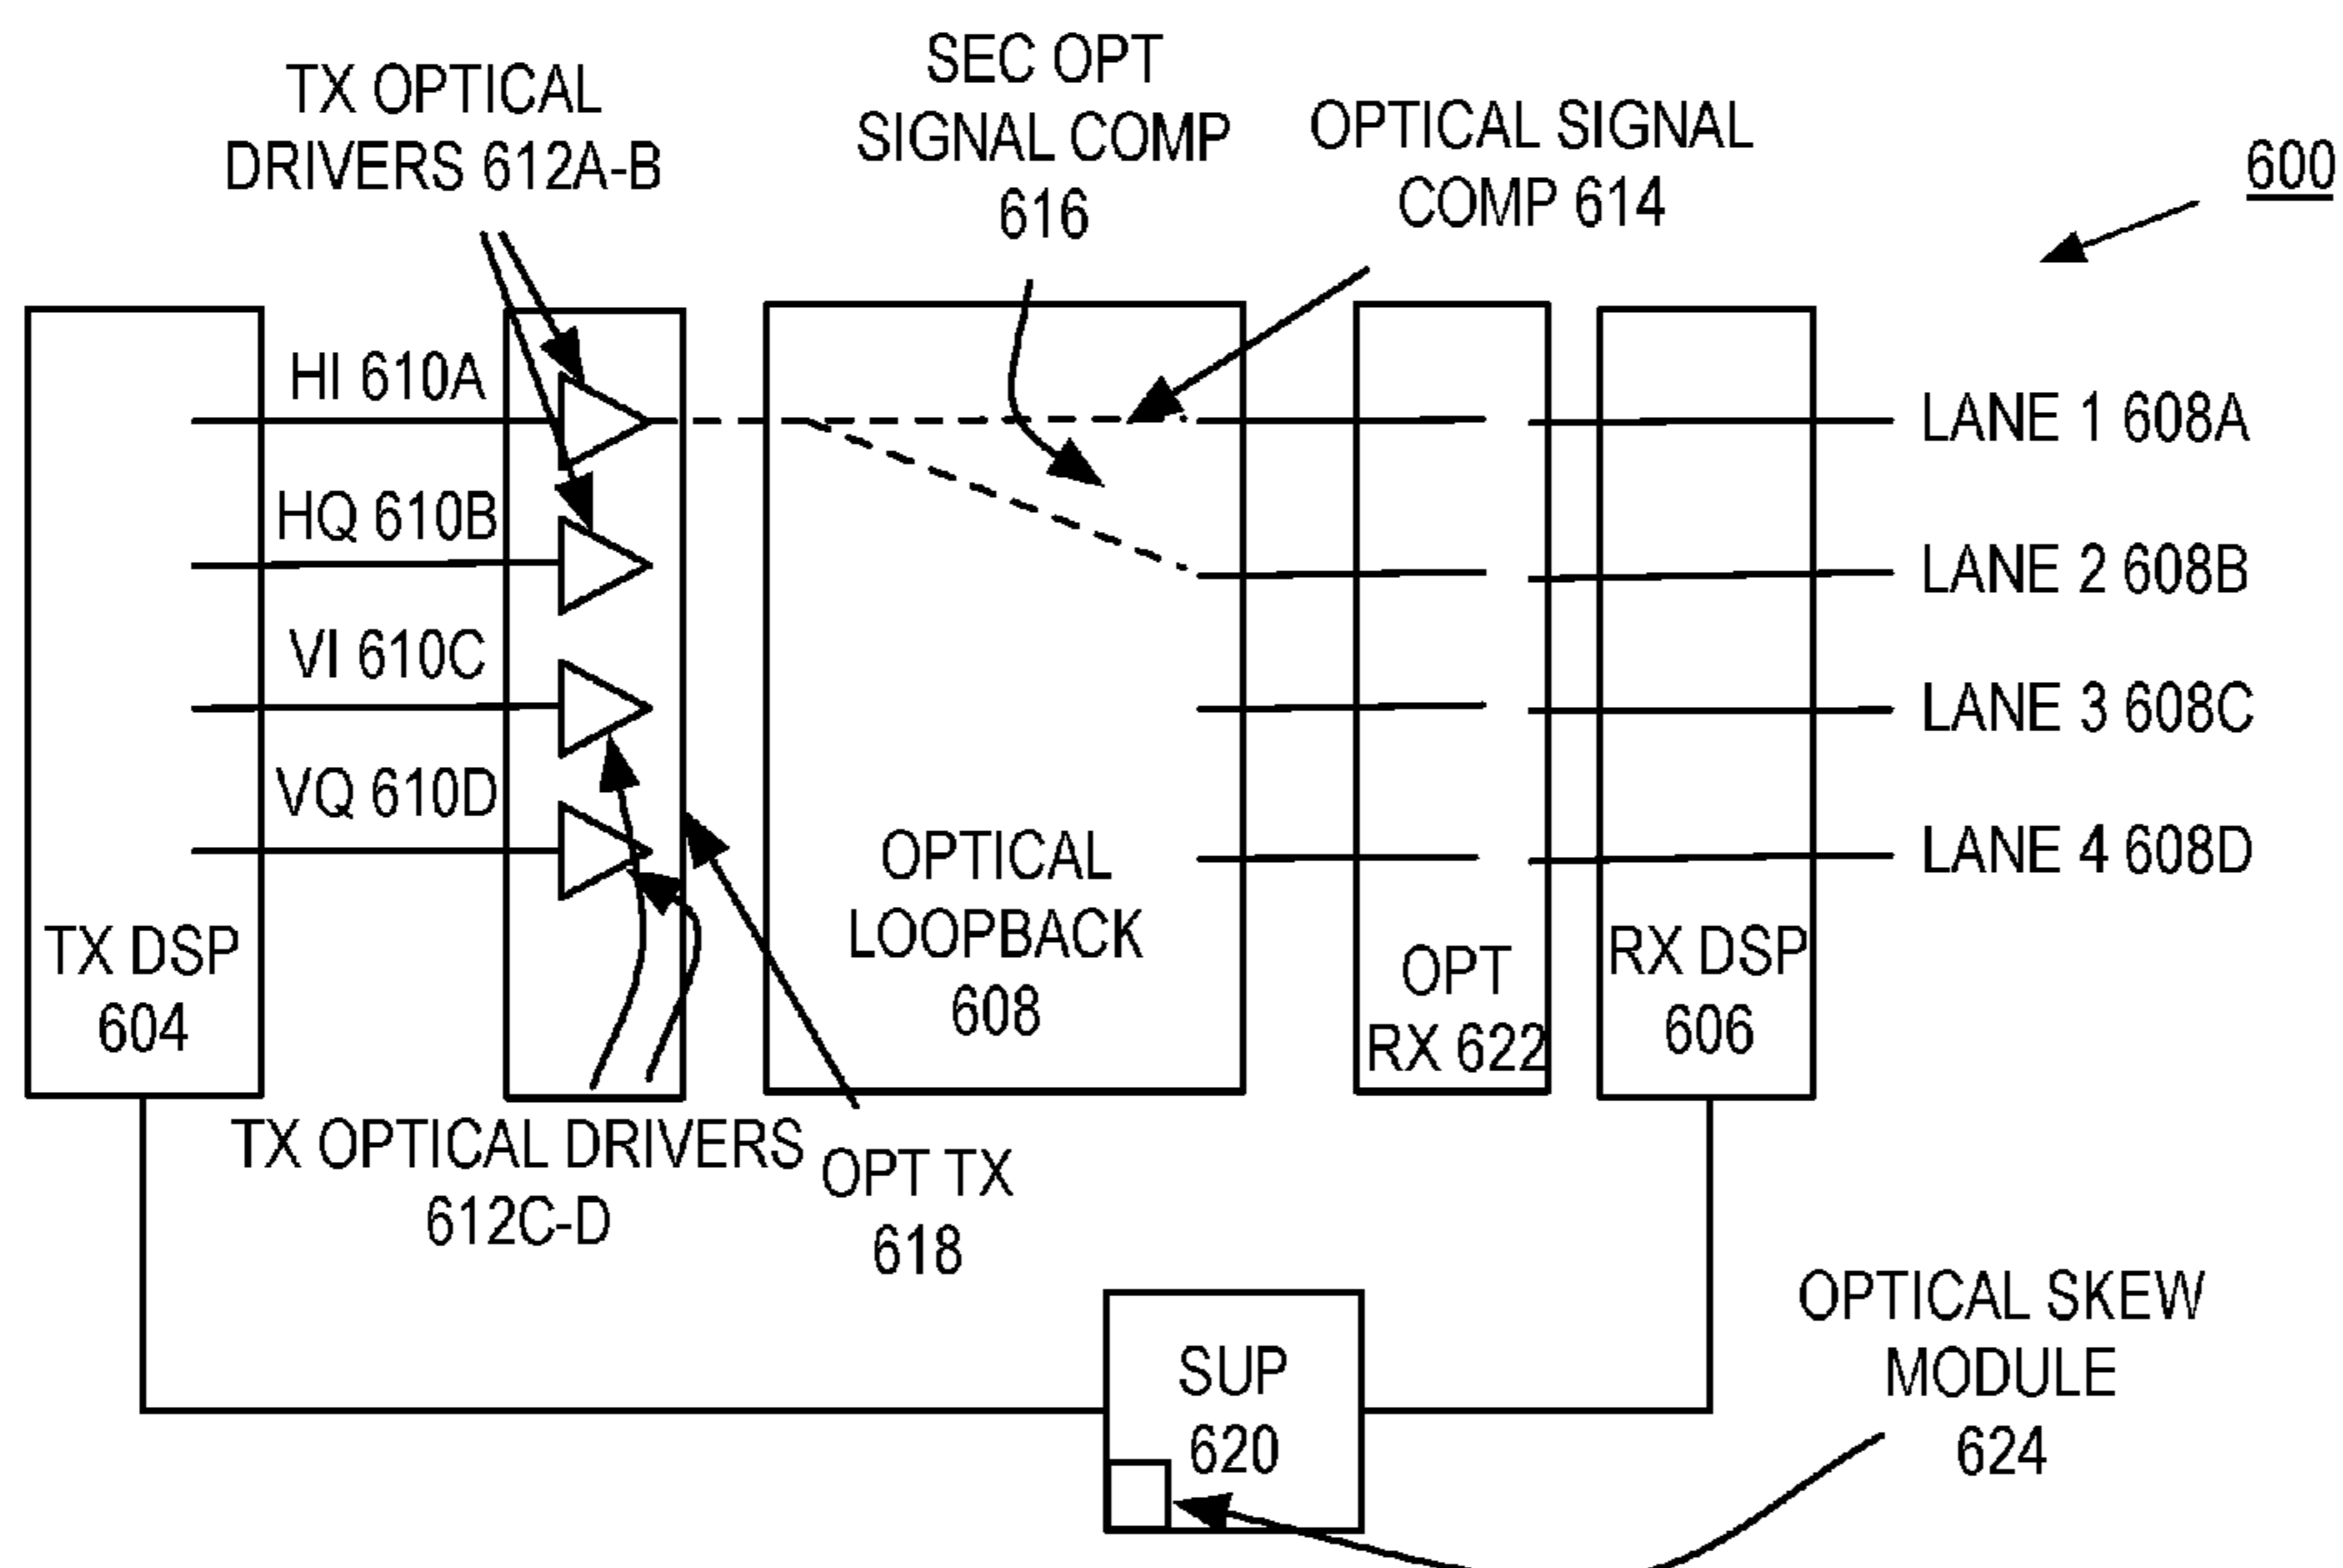 TX OPTICAL
DRIVERS 612A-B
SEC OPT
SIGNAL COMP
616
OPTICAL SIGNAL
COMP 614
600
HI 610A
HQ 610B
VI 610C
VQ 610D
LANE 1 608A
LANE 2 608B
LANE 3 608C
LANE 4 608D
TX DSP
604
OPTICAL
LOOPBACK
608
OPT
RX 622
RX DSP
606
TX OPTICAL DRIVERS
612C-D
OPT TX
618
SUP
620
OPTICAL SKEW
MODULE
624